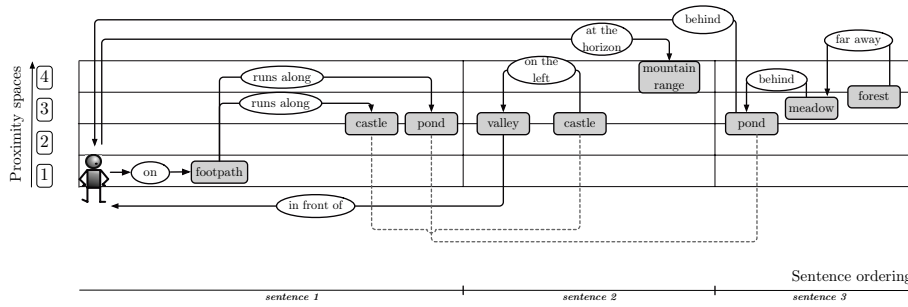 behind
at the
horizon
far away
Proximity spaces
4
3
2
1
runs along
runs along
on the
left
mountain
range
behind
forest
meadow
castle
pond
valley
castle
pond
on
footpath
in front of
Sentence ordering
sentence 1
sentence 2
sentence 3